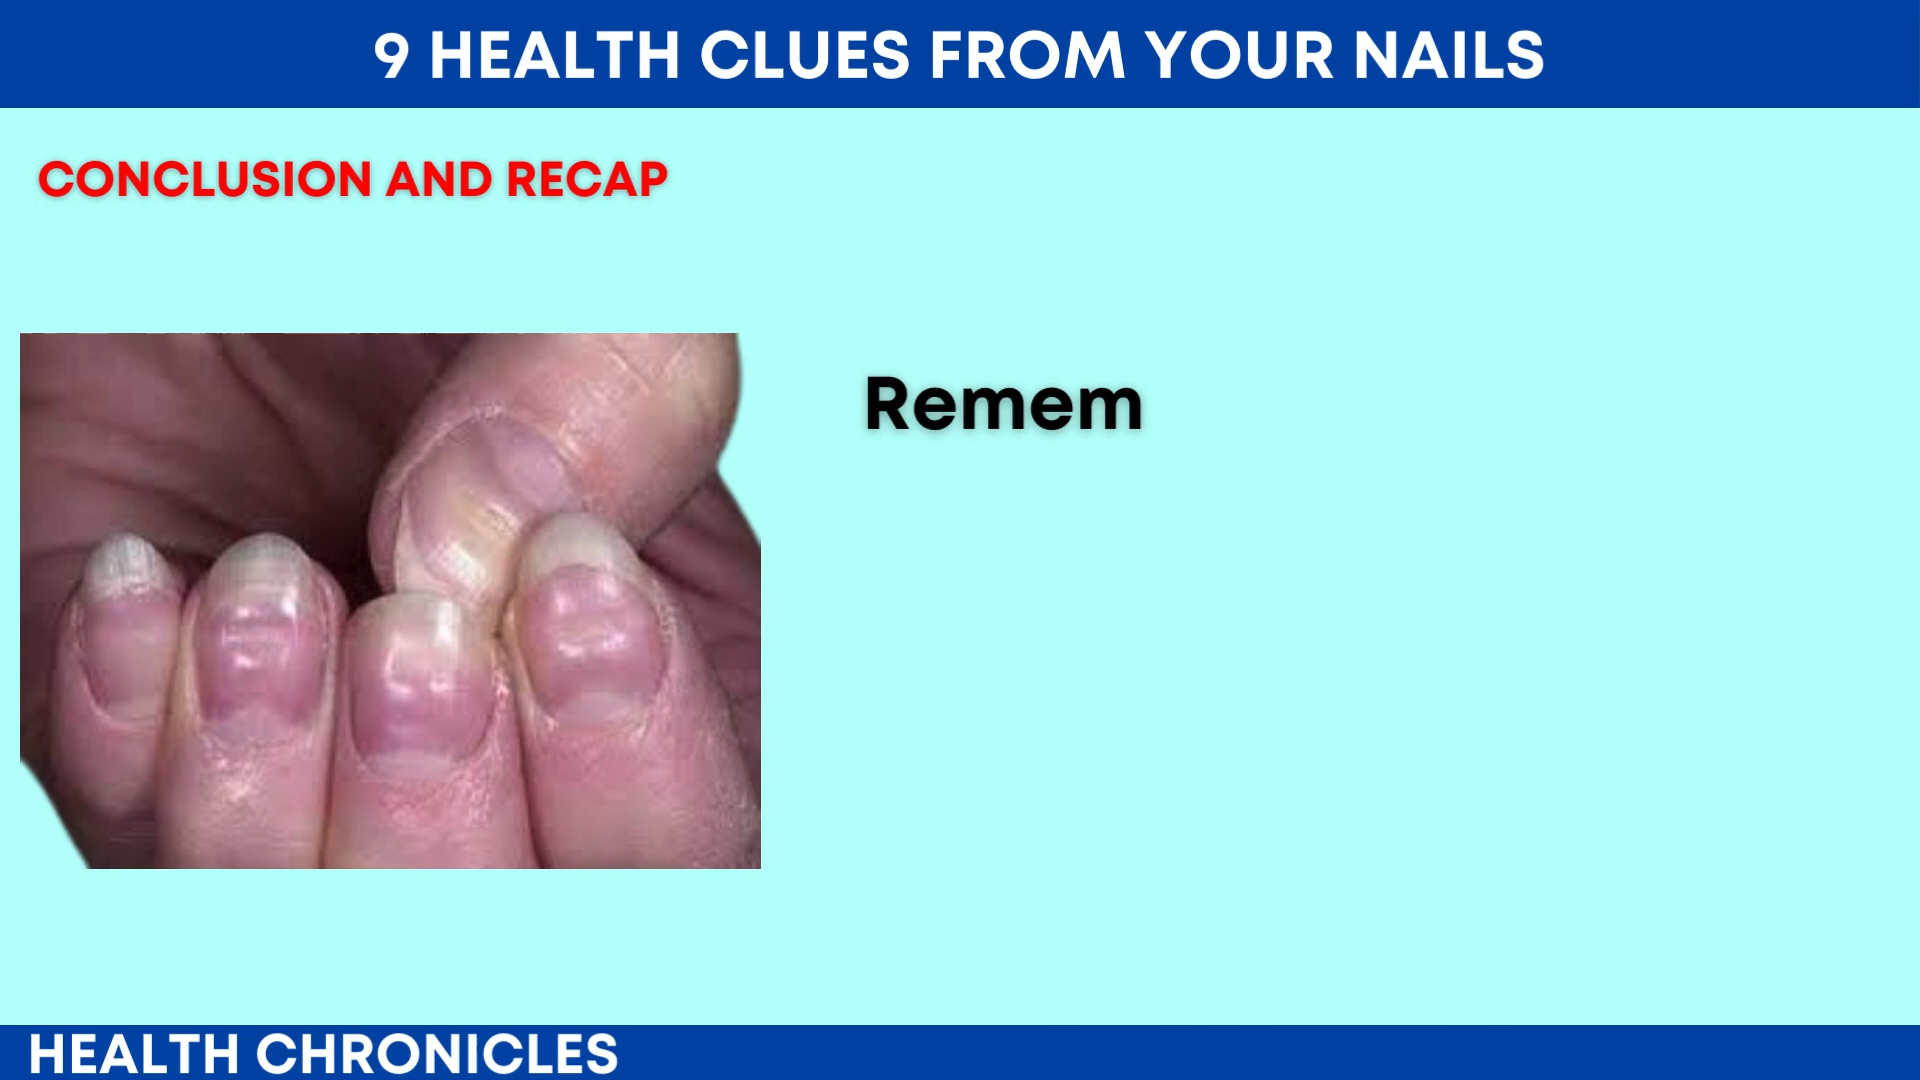 9 HEALTH CLUES FROM YOUR NAILS
CONCLUSION AND RECAP
Remem
HEALTH CHRONICLES